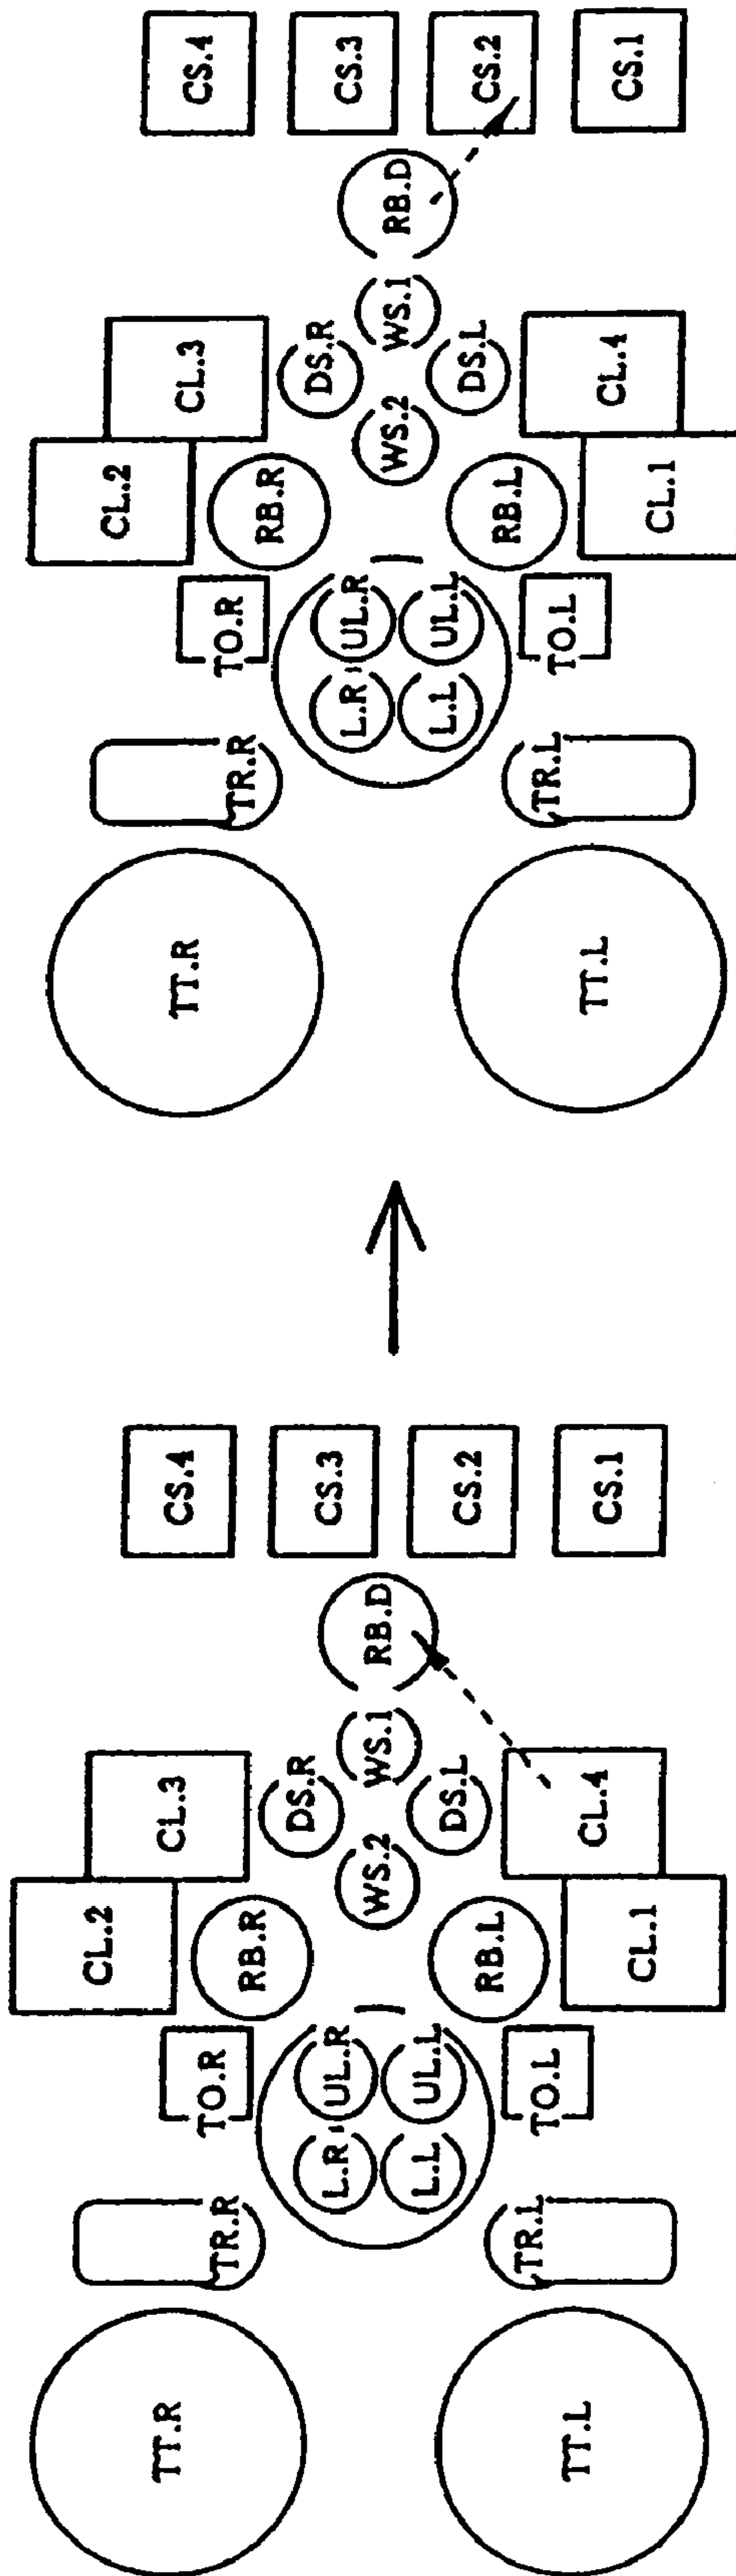 CL.2
TT.R
CL.3
CS.4
TO.R
TR.R
RB.R
DS.R
CS.3
L.R
UL.R
WS.2
WS.1
RB.D
L.L
UL.L
DS.L
CS.2
RB.L
TR.L
TO.L
TT.L
CL.4
CS.1
CL.1
CL.2
TT.R
CL.3
CS.4
TO.R
TR.R
RB.R
DS.R
CS.3
L.R
UL.R
WS.2
WS.1
RB.D
L.L
UL.L
DS.L
CS.2
RB.L
TR.L
TO.L
TT.L
CL.4
CS.1
CL.1